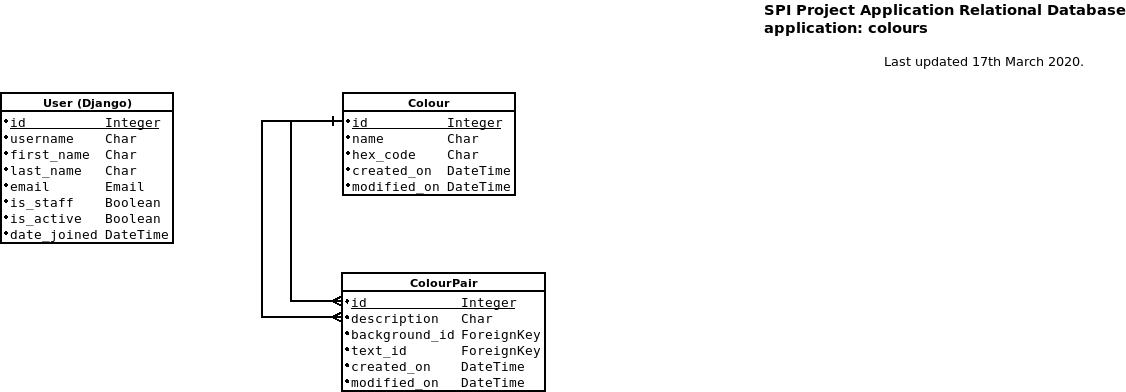 SPI Project Application Relational Database
application: colours
Last updated 17th March 2020.
User (Django)
id Integer
username Char
first_name Char
last_name Char
email Email
is_staff Boolean
is_active Boolean
date_joined DateTime
Colour
id Integer
name Char
hex_code Char
created_on DateTime
modified_on DateTime
ColourPair
id Integer
description Char
background_id ForeignKey
text_id ForeignKey
created_on DateTime
modified_on DateTime